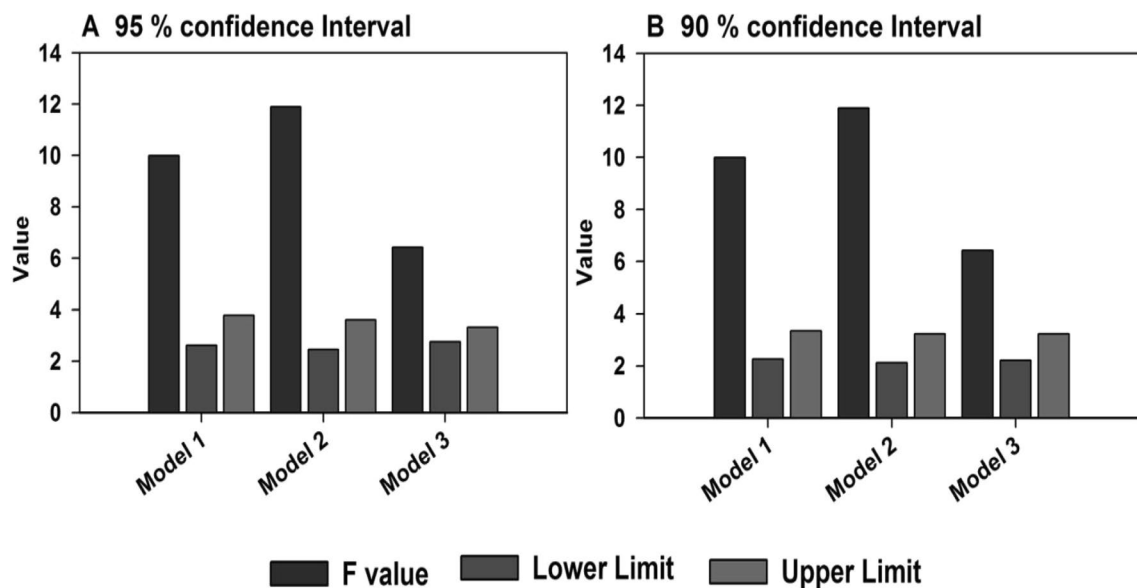 A 95 % confidence Interval
14
12
10
8
6
4
2
0
Value
Model 1
Model 2
Model 3
B 90 % confidence Interval
14
12
10
8
6
4
2
0
Value
Model 1
Model 2
Model 3
F value
Lower Limit
Upper Limit